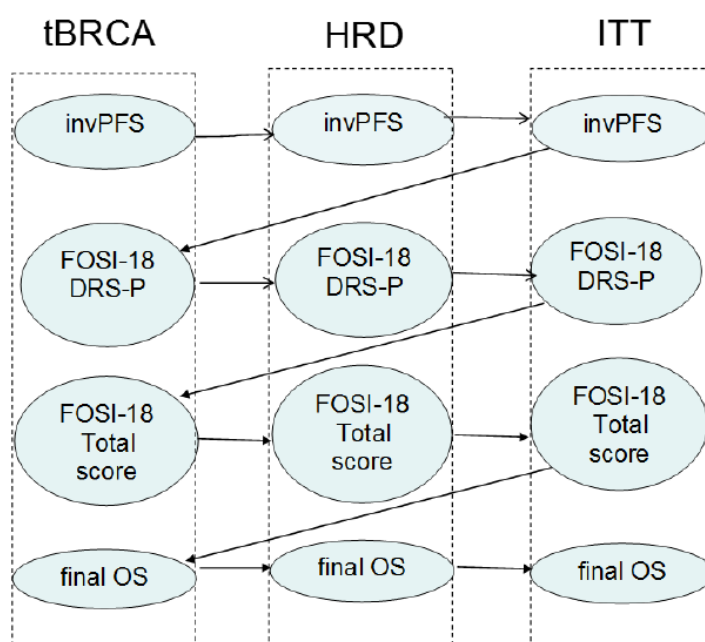 tBRCA
HRD
ITT
invPFS
invPFS
invPFS
FOSI-18
DRS-P
FOSI-18
DRS-P
FOSI-18
DRS-P
FOSI-18
Total
score
FOSI-18
Total
score
FOSI-18
Total
score
final OS
final OS
final OS